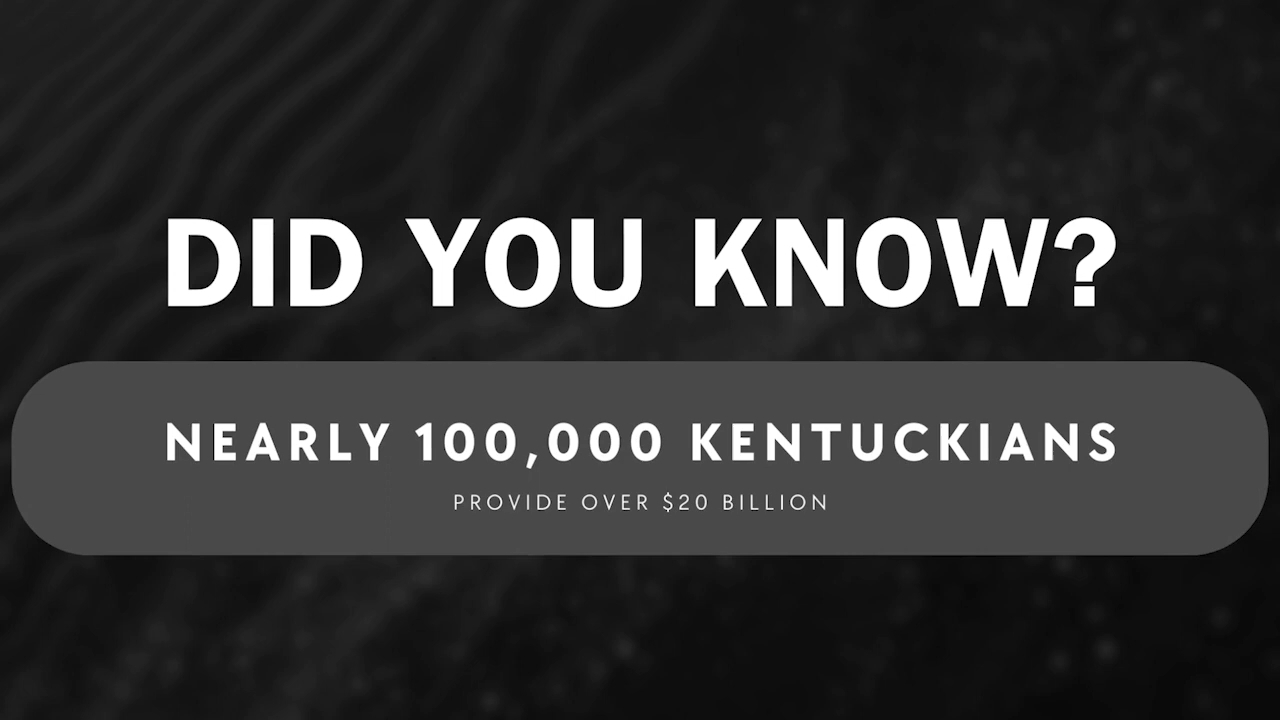 DID YOU KNOW?
NEARLY 100,000 KENTUCKIANS
PROVIDE OVER $20 BILLION